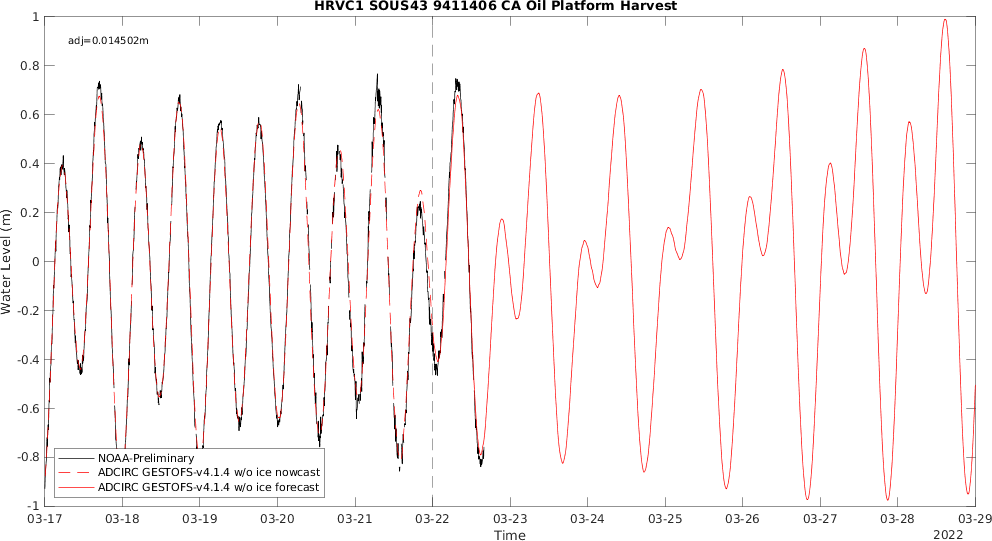 HRVC1 SOUS43 9411406 CA Oil Platform Harvest
adj=0.014502m
1
0.8
0.6
0.4
0.2
0
-0.2
-0.4
-0.6
-0.8
-1
Water Level (m)
NOAA-Preliminary
ADCIRC GESTOFS-v4.1.4 w/o ice nowcast
ADCIRC GESTOFS-v4.1.4 w/o ice forecast
03-17 03-18 03-19 03-20 03-21 03-22 03-23 03-24 03-25 03-26 03-27 03-28 03-29
Time
2022